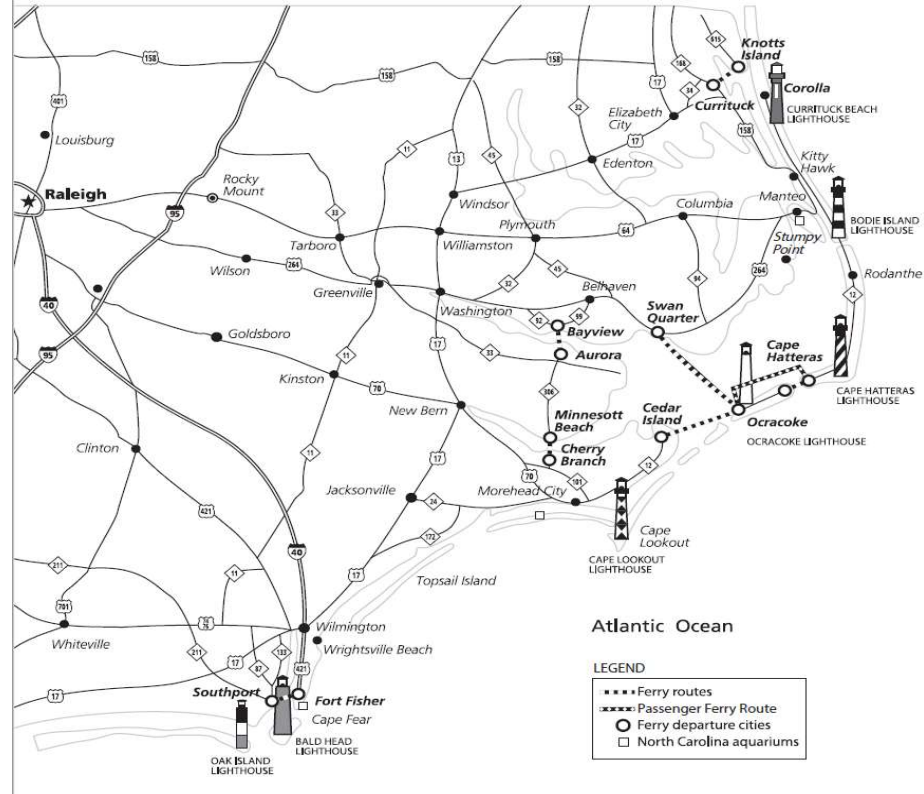 615
Knotts
Island
158
158
158
168
17
34
Corolla
CURRITUCK BEACH
LIGHTHOUSE
401
Currituck
Louisburg
32
Elizabeth
City
11
13
45
17
158
Edenton
Kitty
Hawk
Raleigh
Rocky
Mount
95
33
Windsor
Columbia
Manteo
Plymouth
BODIE ISLAND
LIGHTHOUSE
Tarboro
Williamston
64
Stumpy
Point
Wilson
264
45
94
264
Rodanthe
Greenville
32
Belhaven
12
40
Washington
92
99
Swan
Quarter
Bayview
Goldsboro
17
33
Aurora
Cape
Hatteras
95
11
Kinston
70
306
CAPE HATTERAS
LIGHTHOUSE
New Bern
Minnesott
Beach
Cedar
Island
Ocracoke
OCRACOKE LIGHTHOUSE
Clinton
11
17
Cherry
Branch
70
12
101
Jacksonville
24
Morehead City
421
172
Cape
Lookout
40
CAPE LOOKOUT
LIGHTHOUSE
211
11
17
Topsail Island
701
74
76
Wilmington
Atlantic Ocean
Whiteville
211
133
Wrightsville Beach
17
87
421
LEGEND
17
Southport
Fort Fisher
Ferry routes
Cape Fear
Passenger Ferry Route
Ferry departure cities
BALD HEAD
LIGHTHOUSE
North Carolina aquariums
OAK ISLAND
LIGHTHOUSE